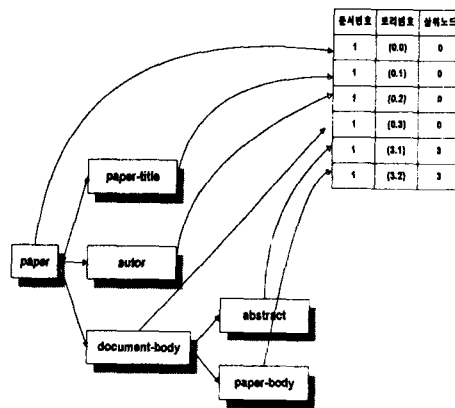 문서번호 트리번호 상위노드
1 (0.0) 0
1 (0.1) 0
1 (0.2) 0
1 (0.3) 0
1 (3.1) 3
1 (3.2) 3
paper-title
paper
autor
abstract
document-body
paper-body